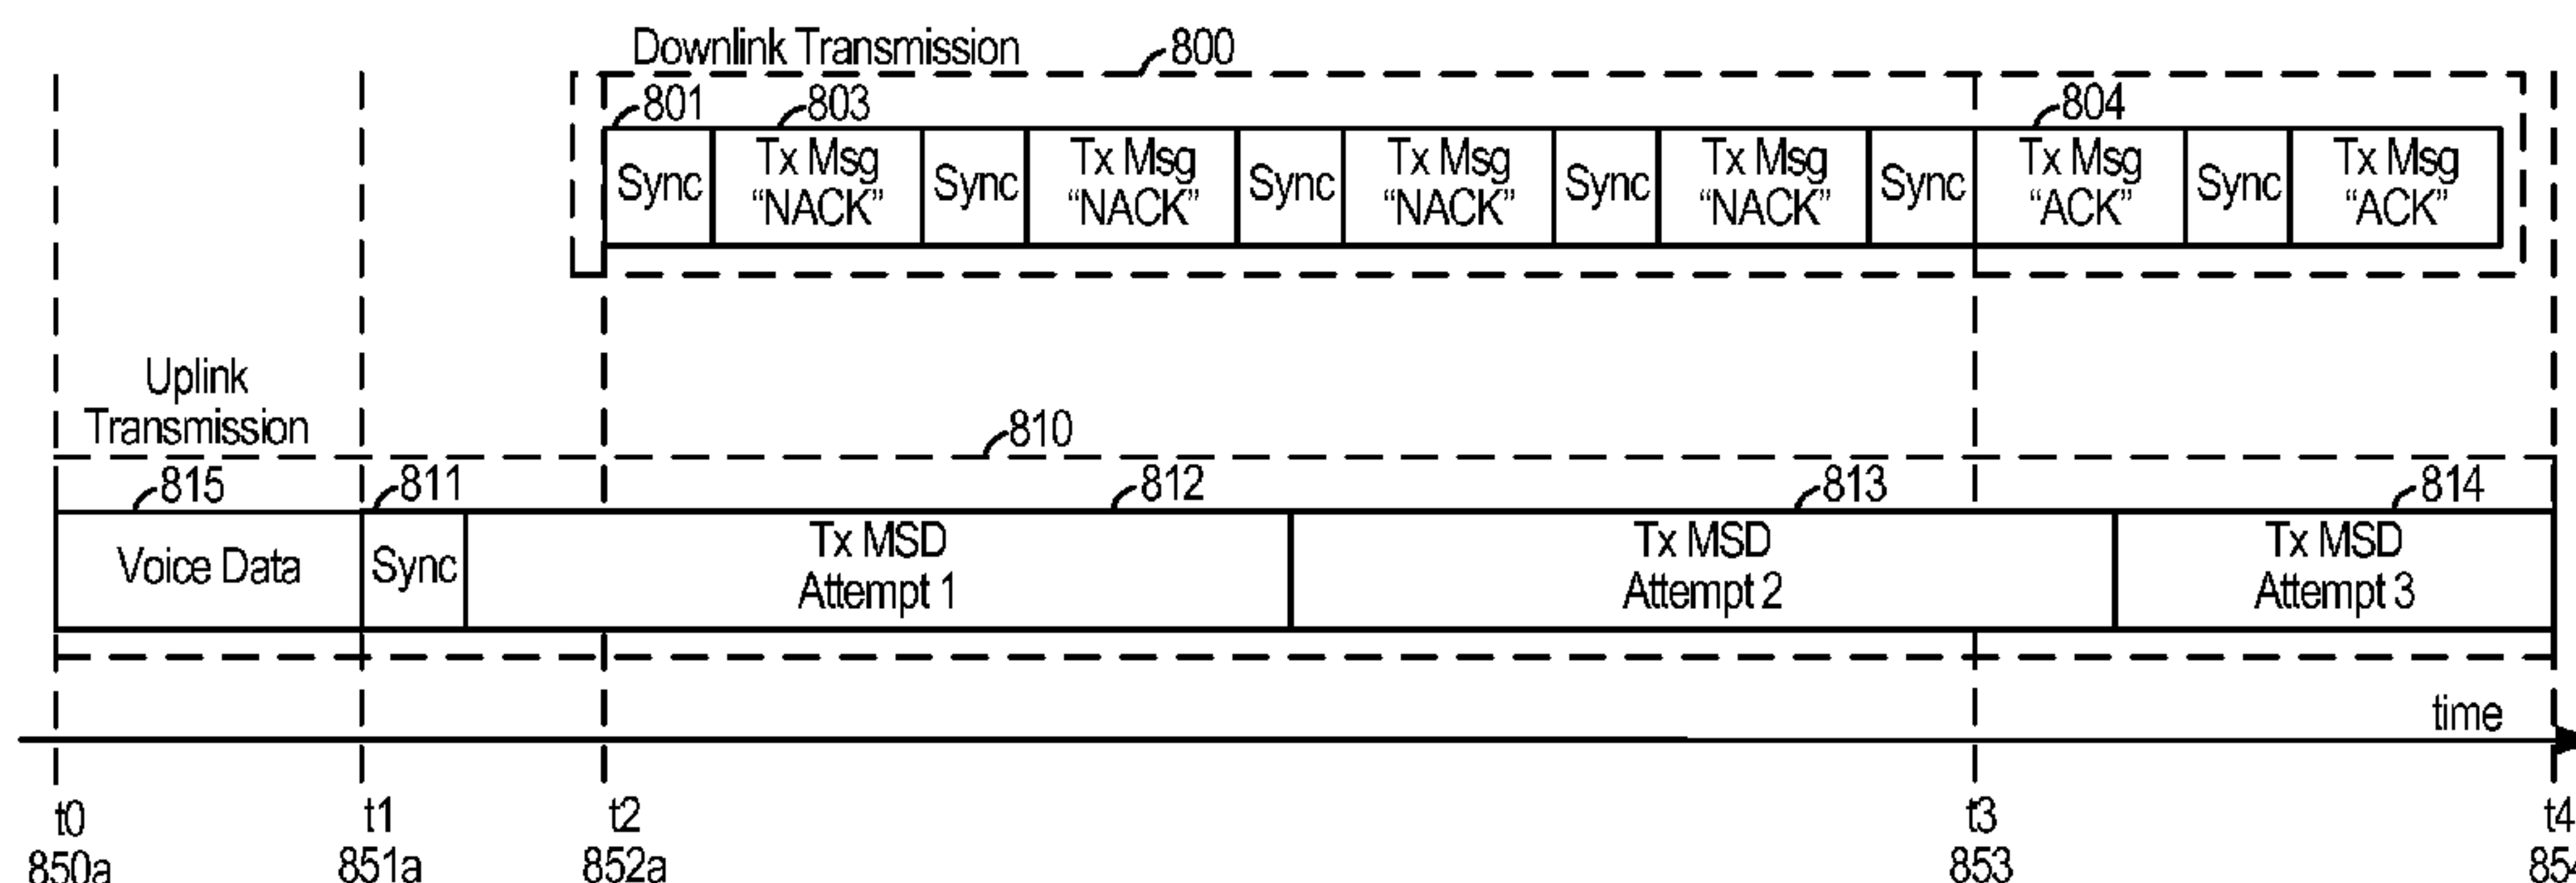 Downlink Transmission
800
801
803
804
Sync
Tx Msg
“NACK”
Sync
Tx Msg
“NACK”
Sync
Tx Msg
“NACK”
Sync
Tx Msg
“NACK”
Sync
Tx Msg
“ACK”
Sync
Tx Msg
“ACK”
Uplink
Transmission
810
815
811
812
813
814
Voice Data
Sync
Tx MSD
Attempt 1
Tx MSD
Attempt 2
Tx MSD
Attempt 3
time
t0
850a
t1
851a
t2
852a
t3
853
t4
854